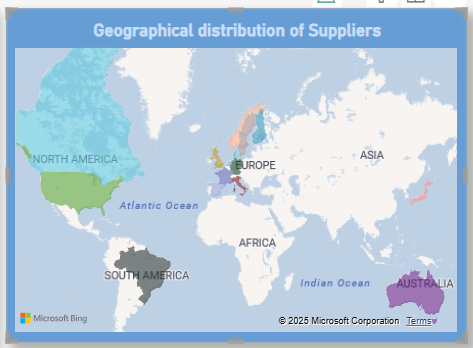 Geographical distribution of Suppliers
NORTH AMERICA
EUROPE
ASIA
Atlantic Ocean
AFRICA
SOUTH AMERICA
Indian Ocean
AUSTRALIA
Microsoft Bing
© 2025 Microsoft Corporation Terms